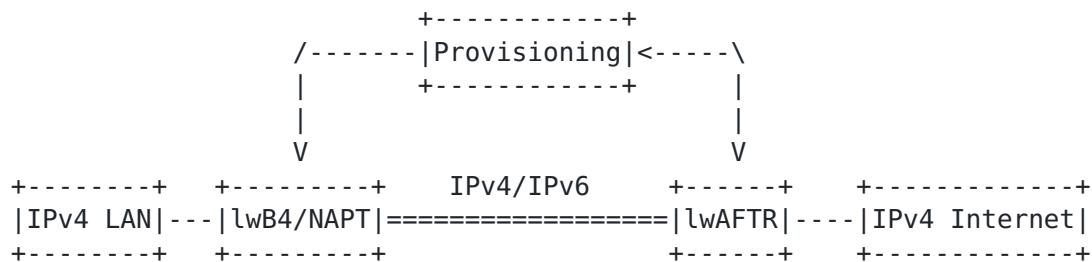 +------------+
                  /-------|Provisioning|<-----\
                  |       +------------+      |
                  |                           |
                  V                           V
+--------+   +---------+    IPv4/IPv6     +------+    +-------------+
|IPv4 LAN|---|lwB4/NAPT|==================|lwAFTR|----|IPv4 Internet|
+--------+   +---------+                  +------+    +-------------+